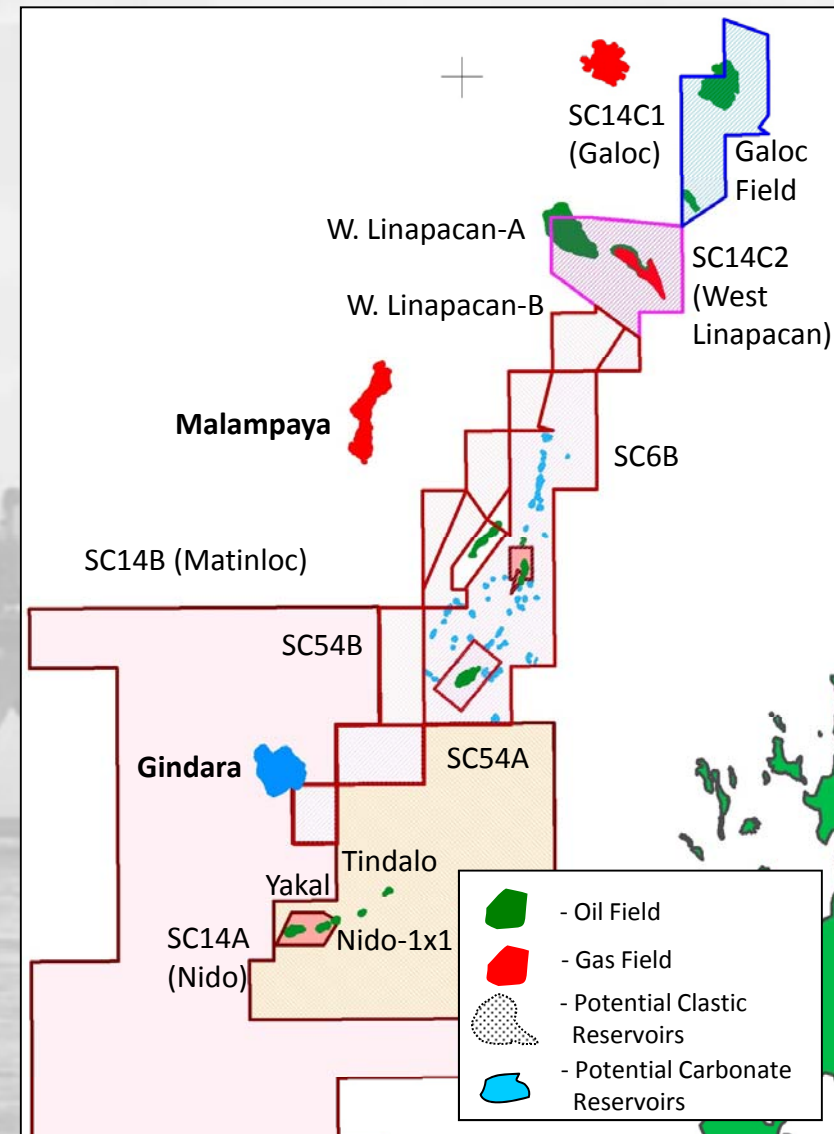 SC14C1
(Galoc)
Galoc
Field
W. Linapacan-A
SC14C2
(West
Linapacan)
W. Linapacan-B
Malampaya
SC6B
SC14B (Matinloc)
SC54B
Gindara
SC54A
Tindalo
Yakal
SC14A
(Nido)
Nido-1x1
- Oil Field
- Gas Field
- Potential Clastic
Reservoirs
- Potential Carbonate
Reservoirs